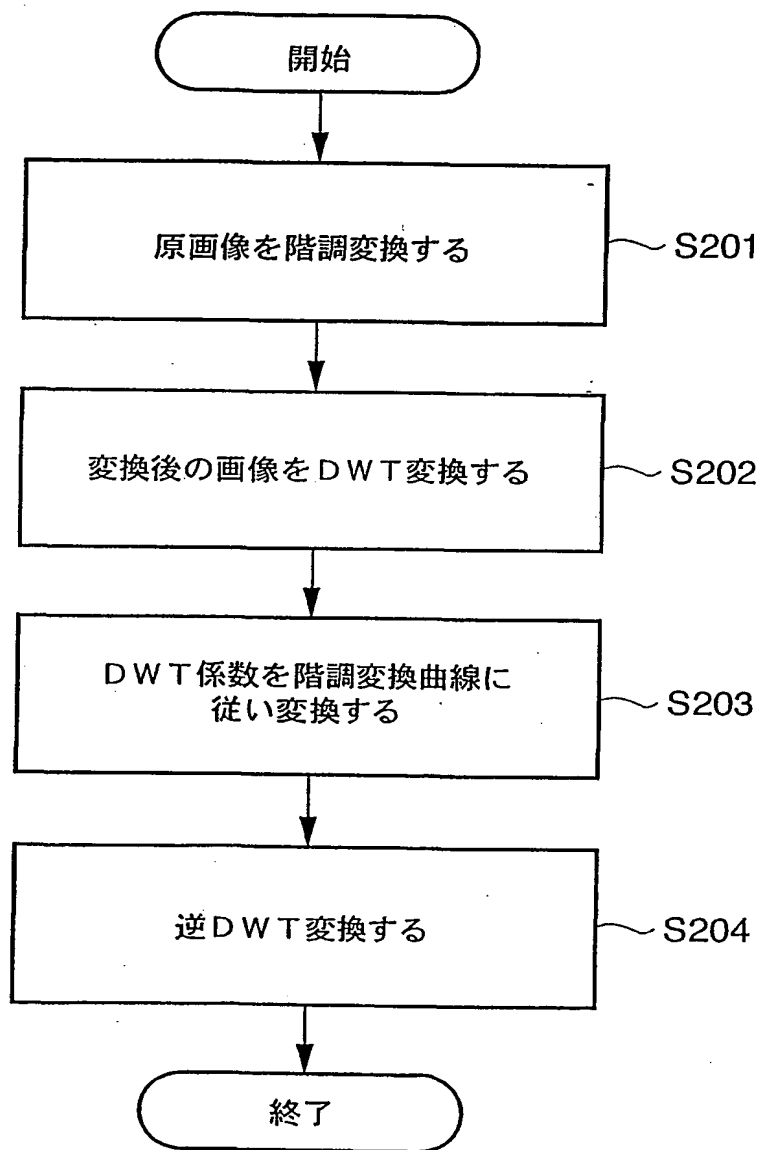 開始
原画像を階調変換する
S201
変換後の画像をDWT変換する
S202
DWT係数を階調変換曲線に
従い変換する
S203
逆DWT変換する
S204
終了